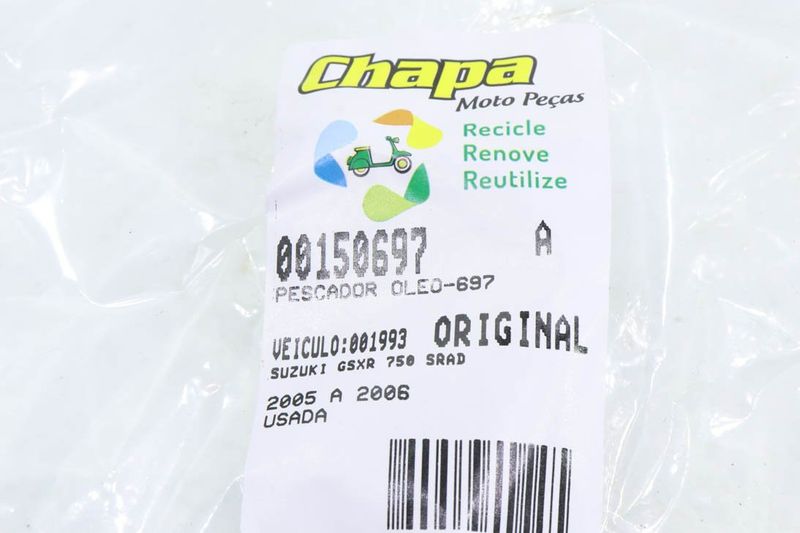 Chapa
Moto Peças
Recicle
Renove
Reutilize
00150697 A
PESCADOR OLEO-697
VEICULO:001993 ORIGINAL
SUZUKI GSXR 750 SRAD
2005 A 2006
USADA